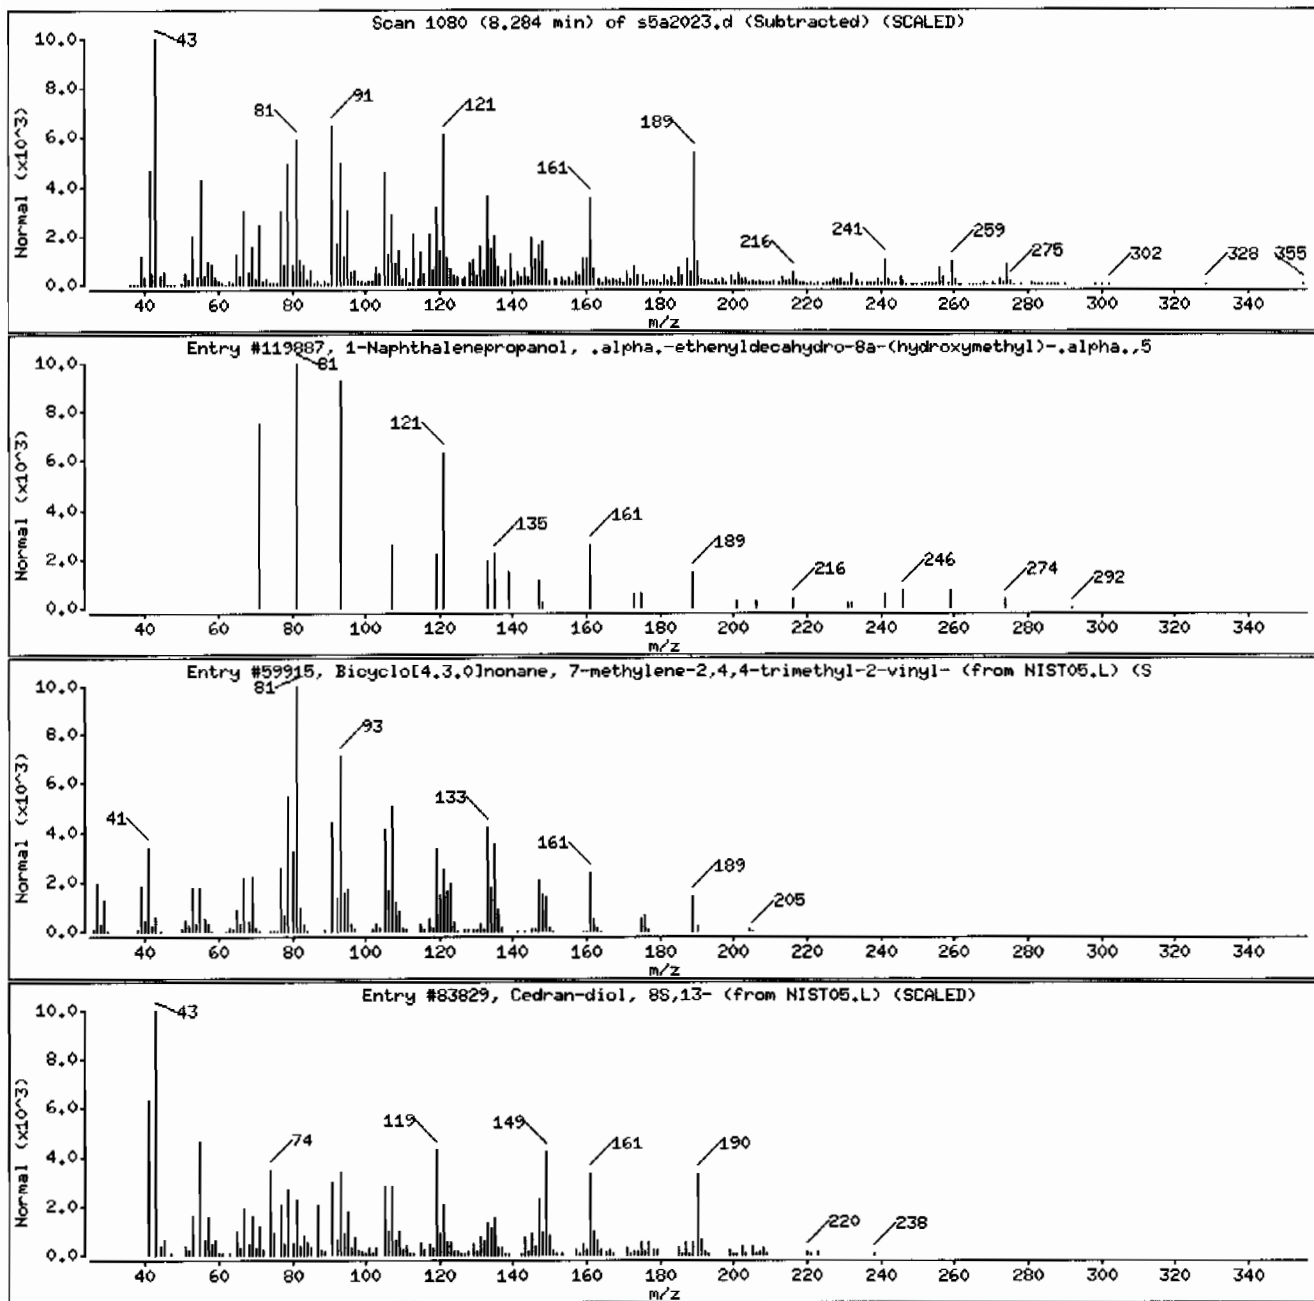 Scan 1080 (8.284 min) of s5a2023.d (Subtracted) (SCALED)
Normal (x10^3)
10.0
8.0
6.0
4.0
2.0
0.0
43 81 91 121 161 189 216 241 259 275 302 328 355
40 60 80 100 120 140 160 180 200 220 240 260 280 300 320 340
m/z
Entry #119887, 1-Naphthalenepropanol, .alpha.-ethenyldecahydro-8a-(hydroxymethyl)-.alpha.,5
Normal (x10^3)
10.0
8.0
6.0
4.0
2.0
0.0
81 121 135 161 189 216 246 274 292
40 60 80 100 120 140 160 180 200 220 240 260 280 300 320 340
m/z
Entry #59915, Bicyclo[4.3.0]nonane, 7-methylene-2,4,4-trimethyl-2-vinyl- (from NIST05.L) (S
Normal (x10^3)
10.0
8.0
6.0
4.0
2.0
0.0
41 81 93 133 161 189 205
40 60 80 100 120 140 160 180 200 220 240 260 280 300 320 340
m/z
Entry #83829, Cedran-diol, 8S,13- (from NIST05.L) (SCALED)
Normal (x10^3)
10.0
8.0
6.0
4.0
2.0
0.0
43 74 119 149 161 190 220 238
40 60 80 100 120 140 160 180 200 220 240 260 280 300 320 340
m/z